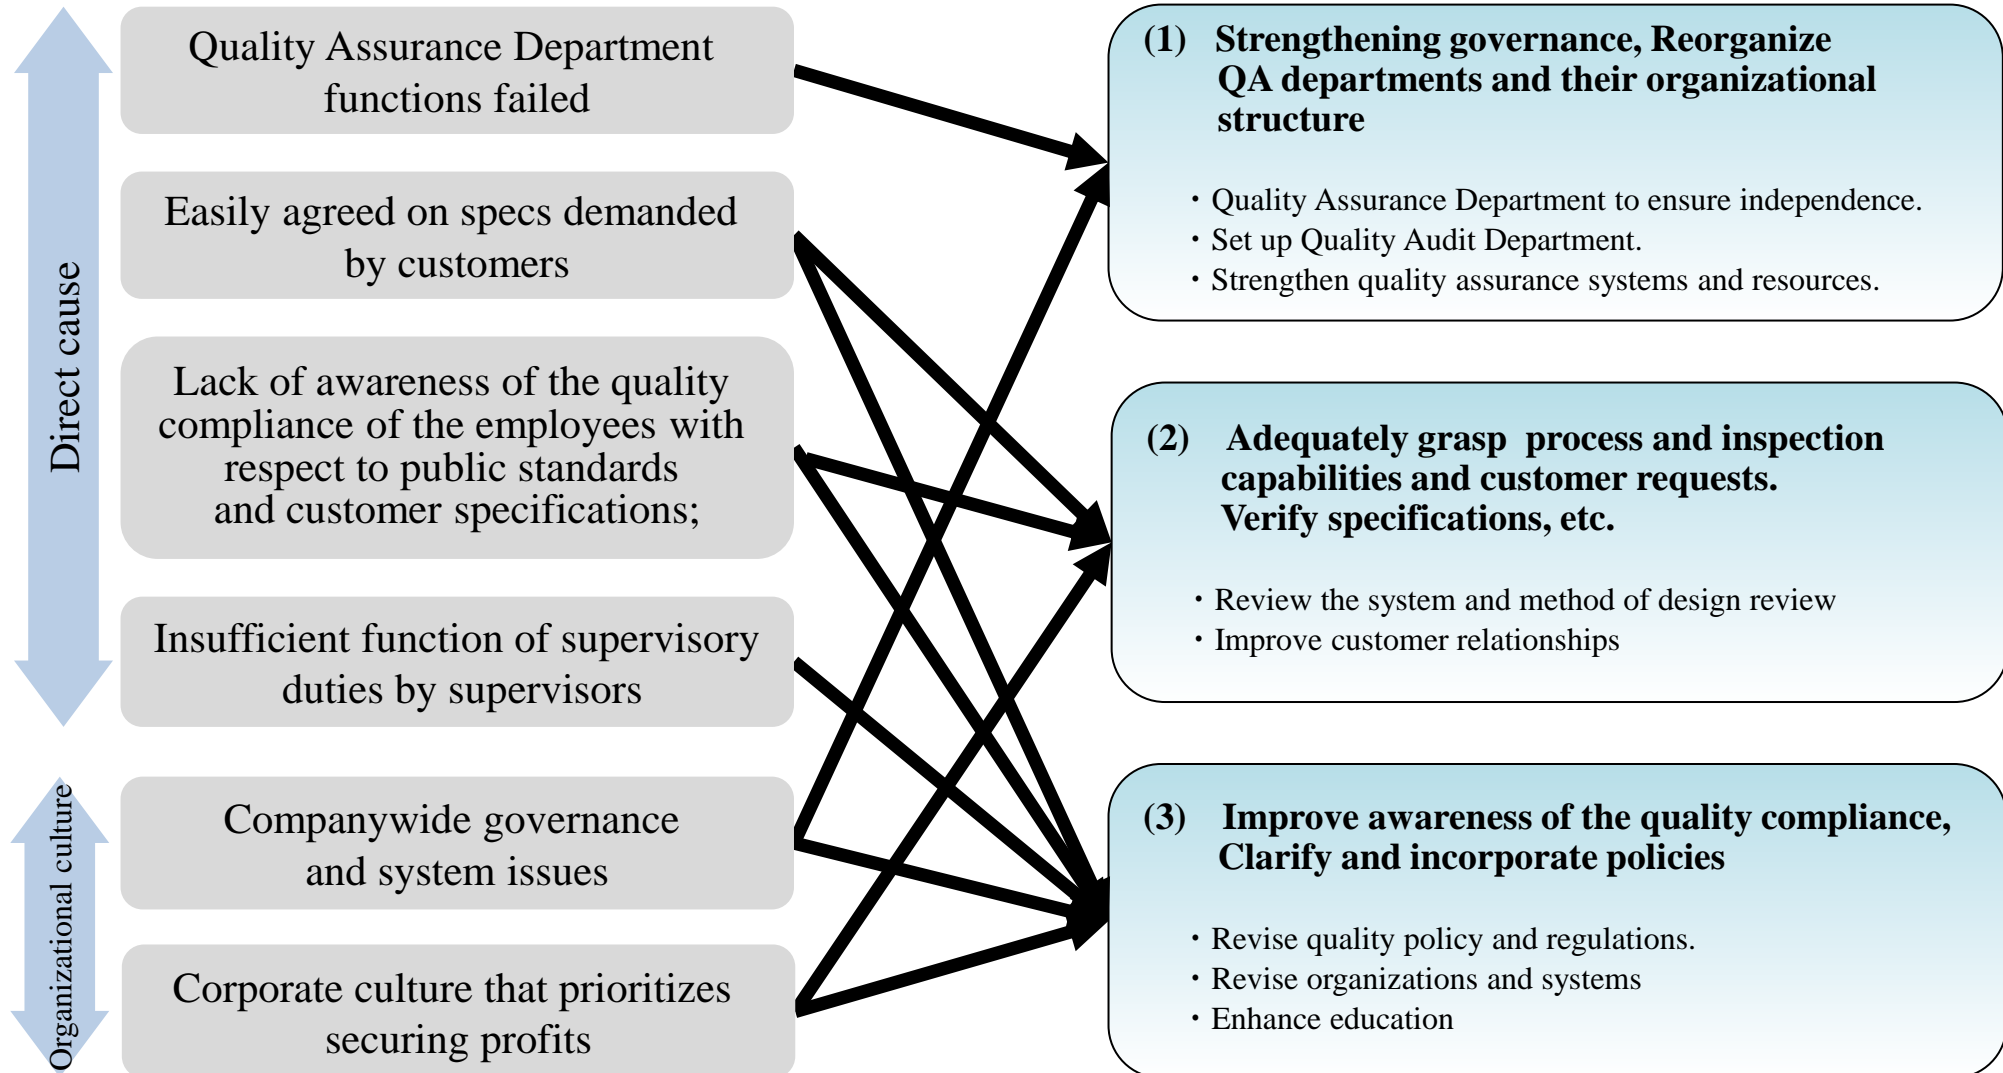 Direct cause
Quality Assurance Department
functions failed
Easily agreed on specs demanded
by customers
Lack of awareness of the quality
compliance of the employees with
respect to public standards
and customer specifications;
Insufficient function of supervisory
duties by supervisors
Organizational culture
Companywide governance
and system issues
Corporate culture that prioritizes
securing profits
(1) Strengthening governance, Reorganize
QA departments and their organizational
structure
・Quality Assurance Department to ensure independence.
・Set up Quality Audit Department.
・Strengthen quality assurance systems and resources.
(2) Adequately grasp process and inspection
capabilities and customer requests.
Verify specifications, etc.
・Review the system and method of design review
・Improve customer relationships
(3) Improve awareness of the quality compliance,
Clarify and incorporate policies
・Revise quality policy and regulations.
・Revise organizations and systems
・Enhance education